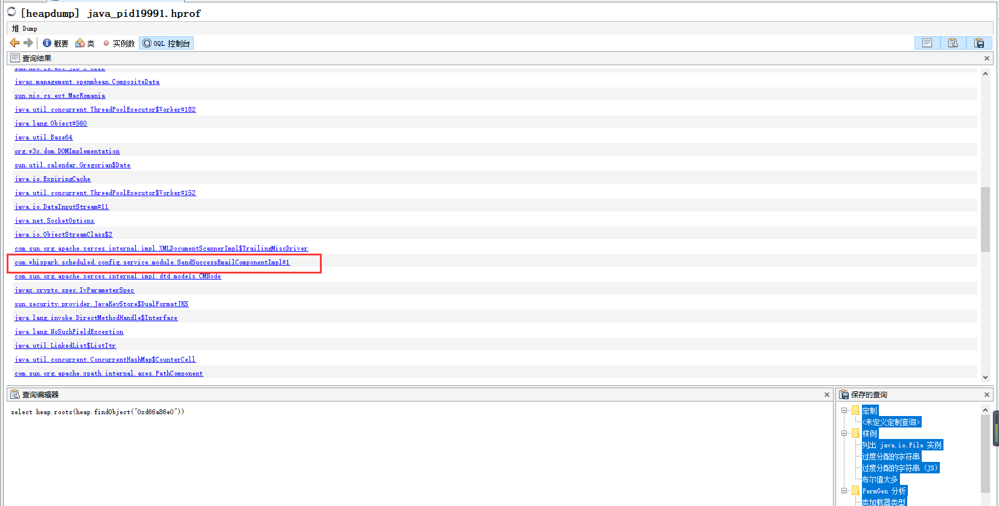 [heapdump] java_pid19991.hprof
堆 Dump
概要 类 实例数 OQL 控制台
查询结果
sun.nio.cs.ext.JIS_X_0212
javax.management.openmbean.CompositeData
sun.nio.cs.ext.MacRomania
java.util.concurrent.ThreadPoolExecutor$Worker#182
java.lang.Object#560
java.util.Base64
org.w3c.dom.DOMImplementation
sun.util.calendar.Gregorian$Date
java.io.ExpiringCache
java.util.concurrent.ThreadPoolExecutor$Worker#152
java.io.DataInputStream#11
java.net.SocketOptions
java.io.ObjectStreamClass$2
com.sun.org.apache.xerces.internal.impl.XMLDocumentScannerImpl$TrailingMiscDriver
com.whispark.scheduled.config.service.module.SendSuccessEmailComponentImpl#1
com.sun.org.apache.xerces.internal.impl.dtd.models.CMNode
javax.crypto.spec.IvParameterSpec
sun.security.provider.JavaKeyStore$DualFormatJKS
java.lang.invoke.DirectMethodHandle$Interface
java.lang.NoSuchFieldException
java.util.LinkedList$ListItr
java.util.concurrent.ConcurrentHashMap$CounterCell
com.sun.org.apache.xpath.internal.axes.PathComponent
查询编辑器
select heap.roots(heap.findObject("0xd66a86e0"))
保存的查询
定制
<未定义定制查询>
样例
列出 java.io.File 实例
过度分配的字符串
过度分配的字符串 (JS)
布尔值太多
PermGen 分析
类加载器类型